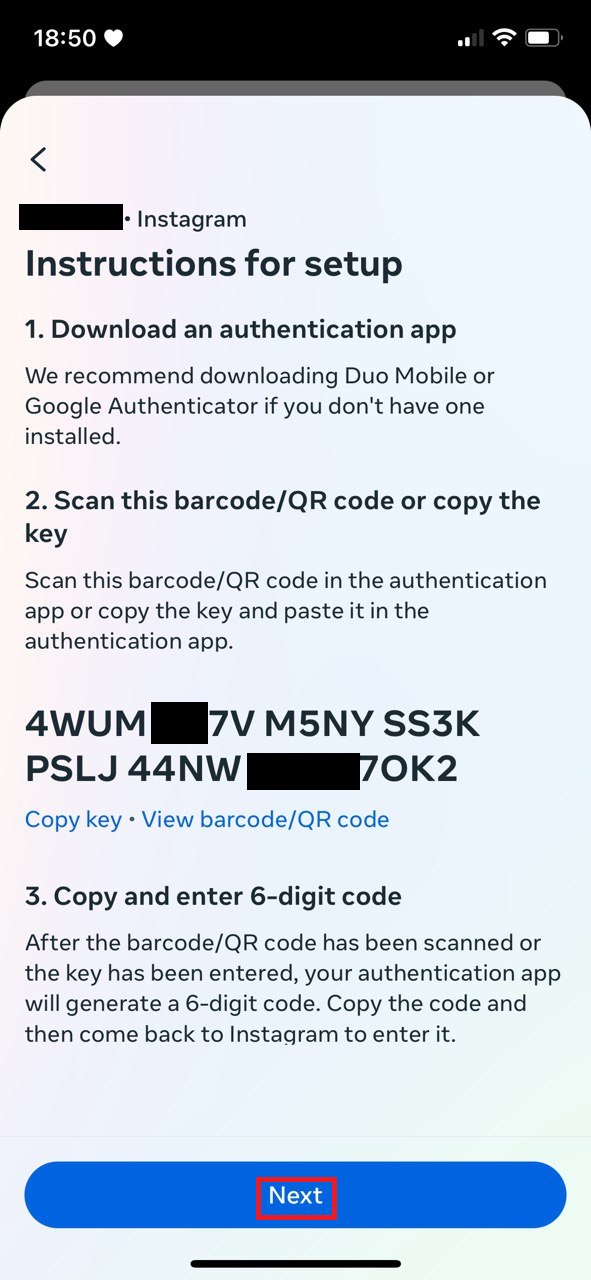 18:50
• Instagram
Instructions for setup
1. Download an authentication app
We recommend downloading Duo Mobile or
Google Authenticator if you don't have one
installed.
2. Scan this barcode/QR code or copy the
key
Scan this barcode/QR code in the authentication
app or copy the key and paste it in the
authentication app.
4WUM 7V M5NY SS3K
PSLJ 44NW 7OK2
Copy key • View barcode/QR code
3. Copy and enter 6-digit code
After the barcode/QR code has been scanned or
the key has been entered, your authentication app
will generate a 6-digit code. Copy the code and
then come back to Instagram to enter it.
Next